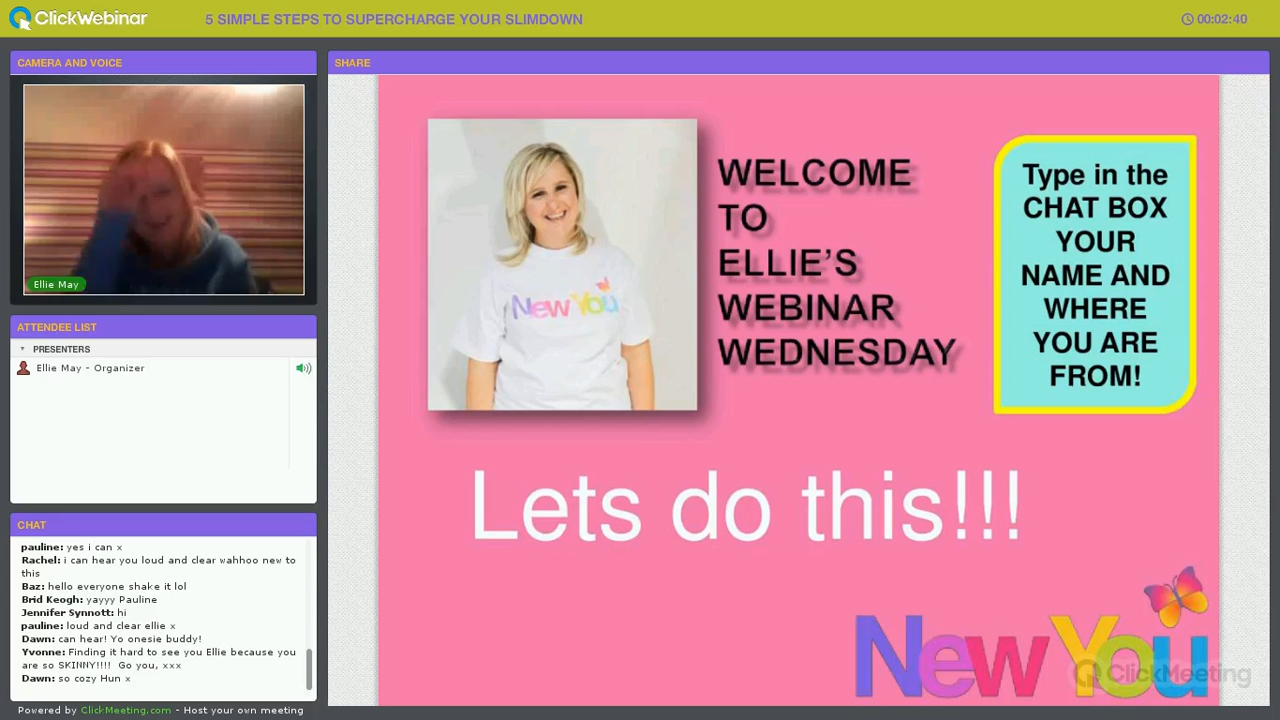 ClickWebinar
5 SIMPLE STEPS TO SUPERCHARGE YOUR SLIMDOWN
00:02:40
CAMERA AND VOICE
Ellie May
ATTENDEE LIST
PRESENTERS
Ellie May - Organizer
CHAT
pauline: yes i can x
Rachel: i can hear you loud and clear wahhoo new to
this
Baz: hello everyone shake it lol
Brid Keogh: yayyy Pauline
Jennifer Synnott: hi
pauline: loud and clear ellie x
Dawn: can hear! Yo onesie buddy!
Yvonne: Finding it hard to see you Ellie because you
are so SKINNY!!!!  Go you, xxx
Dawn: so cozy Hun x
Powered by ClickMeeting.com - Host your own meeting
SHARE
New You
WELCOME
TO
ELLIE’S
WEBINAR
WEDNESDAY
Type in the
CHAT BOX
YOUR
NAME AND
WHERE
YOU ARE
FROM!
Lets do this!!!
New You
ClickMeeting